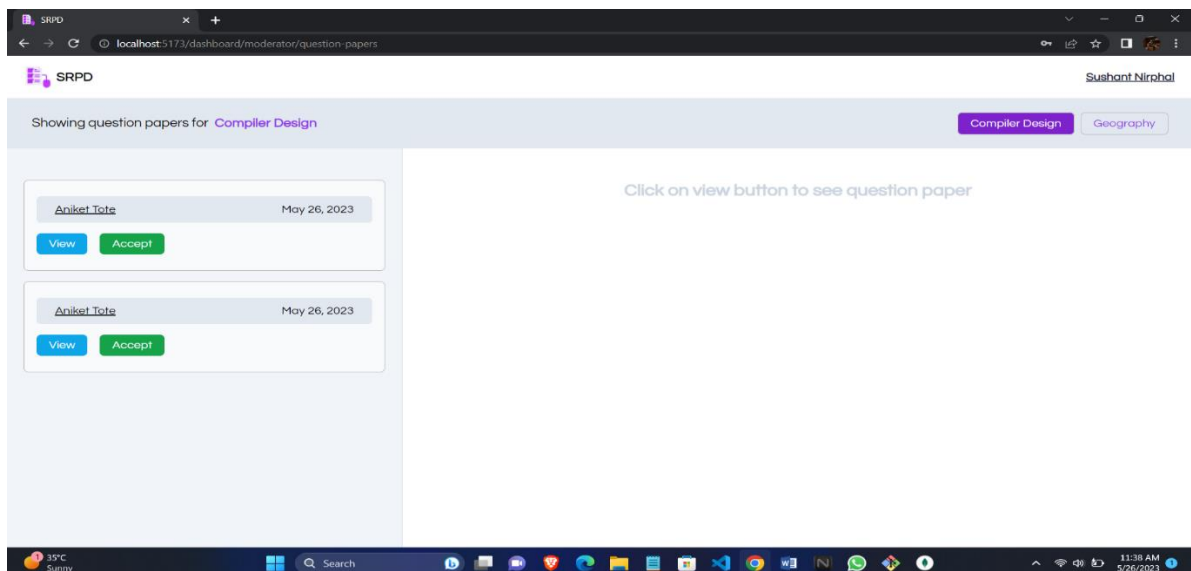 SRPD
localhost:5173/dashboard/moderator/question-papers
SRPD
Sushant Nirphal
Showing question papers for Compiler Design
Compiler Design
Geography
Aniket Tote
May 26, 2023
View
Accept
Aniket Tote
May 26, 2023
View
Accept
Click on view button to see question paper
1
35°C
Sunny
Search
11:38 AM
5/26/2023
1